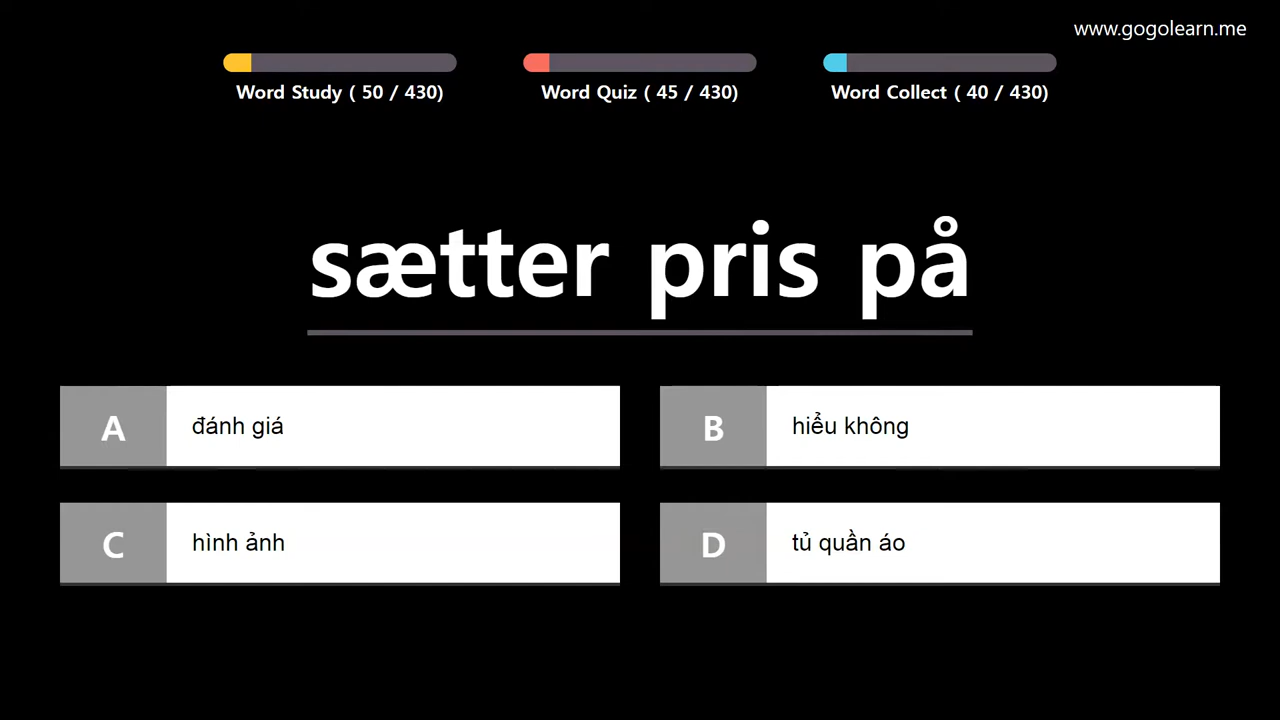 www.gogolearn.me
Word Study ( 50 / 430)
Word Quiz ( 45 / 430)
Word Collect ( 40 / 430)
sætter pris på
A
đánh giá
B
hiểu không
C
hình ảnh
D
tủ quần áo